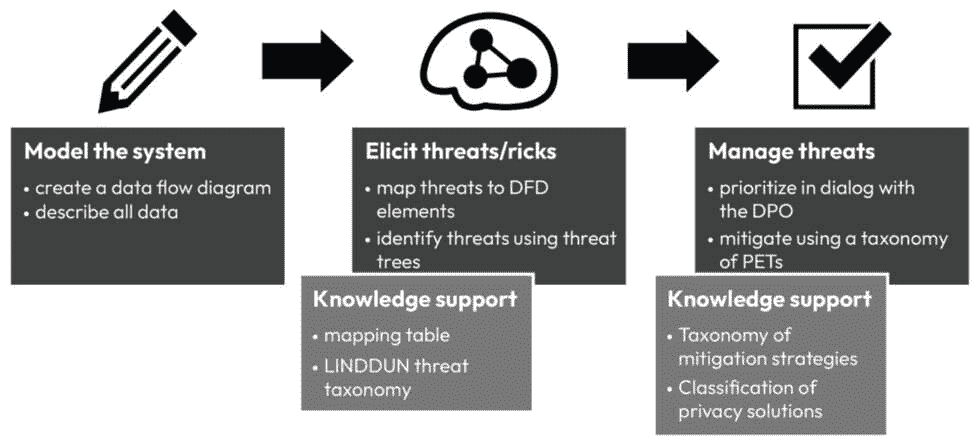 Model the system
• create a data flow diagram
• describe all data
Elicit threats/ricks
• map threats to DFD
elements
• identify threats using threat
trees
Knowledge support
• mapping table
• LINDDUN threat
taxonomy
Manage threats
• prioritize in dialog with
the DPO
• mitigate using a taxonomy
of PETs
Knowledge support
• Taxonomy of
mitigation strategies
• Classification of
privacy solutions